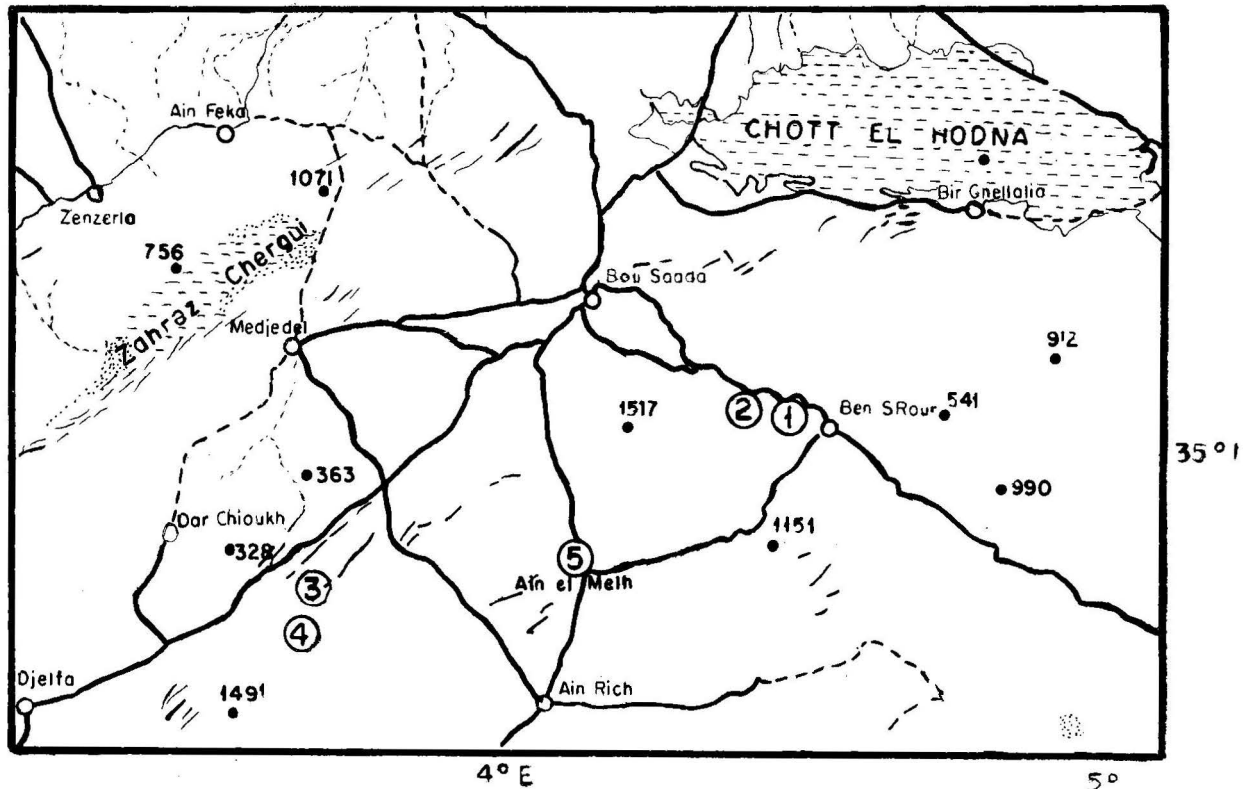 Ain Feka
CHOTT EL HODNA
1071
Zenzerla
Bir Gnellalia
756
Zahraz Chergui
Bou Saada
Medjedel
912
1517
2
1
Ben SRour
541
35°
363
990
Dar Chioukh
328
1151
5
Ain el Melh
3
4
Djelfa
1491
Ain Rich
4° E
5°